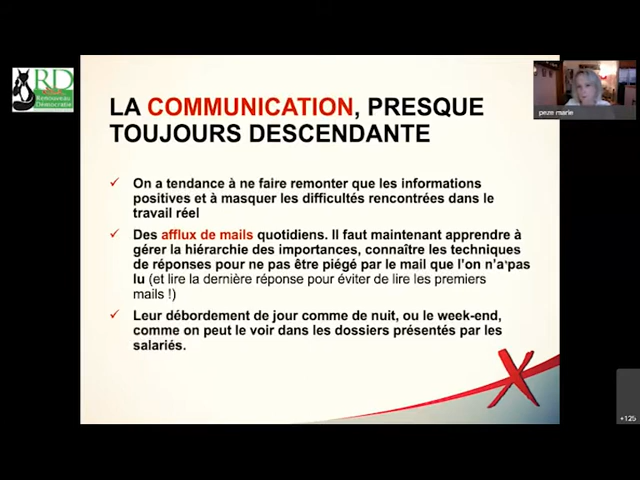 RD
Renouveau
Démocratie
LA COMMUNICATION, PRESQUE
TOUJOURS DESCENDANTE
On a tendance à ne faire remonter que les informations
positives et à masquer les difficultés rencontrées dans le
travail réel
Des afflux de mails quotidiens. Il faut maintenant apprendre à
gérer la hiérarchie des importances, connaître les techniques
de réponses pour ne pas être piégé par le mail que l'on n'a pas
lu (et lire la dernière réponse pour éviter de lire les premiers
mails !)
Leur débordement de jour comme de nuit, ou le week-end,
comme on peut le voir dans les dossiers présentés par les
salariés.
peze marie
+125